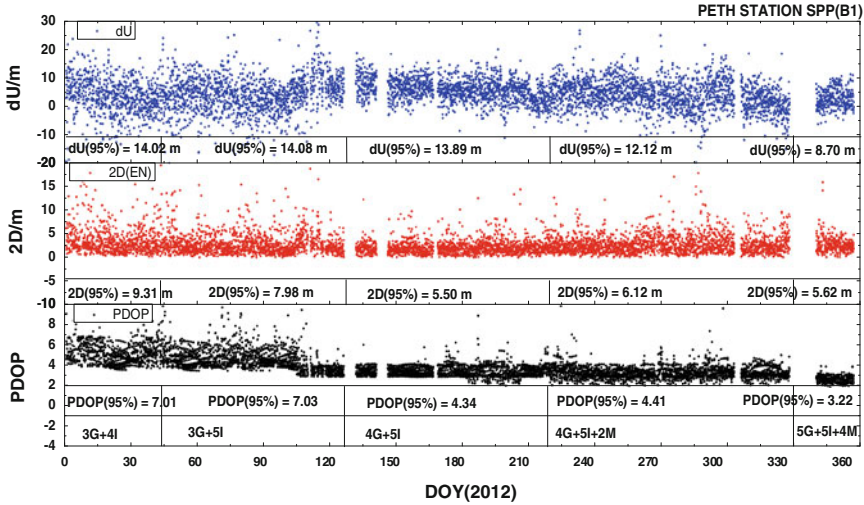 PETH STATION SPP(B1)
30
20
10
0
-10
-20
dU/m
dU
dU(95%) = 14.02 m
dU(95%) = 14.08 m
dU(95%) = 13.89 m
dU(95%) = 12.12 m
dU(95%) = 8.70 m
20
15
10
5
0
-5
-10
2D/m
2D(EN)
2D(95%) = 9.31 m
2D(95%) = 7.98 m
2D(95%) = 5.50 m
2D(95%) = 6.12 m
2D(95%) = 5.62 m
10
8
6
4
2
0
-2
-4
PDOP
PDOP
PDOP(95%) = 7.01
PDOP(95%) = 7.03
PDOP(95%) = 4.34
PDOP(95%) = 4.41
PDOP(95%) = 3.22
3G+4I
3G+5I
4G+5I
4G+5I+2M
5G+5I+4M
0 30 60 90 120 150 180 210 240 270 300 330 360
DOY(2012)